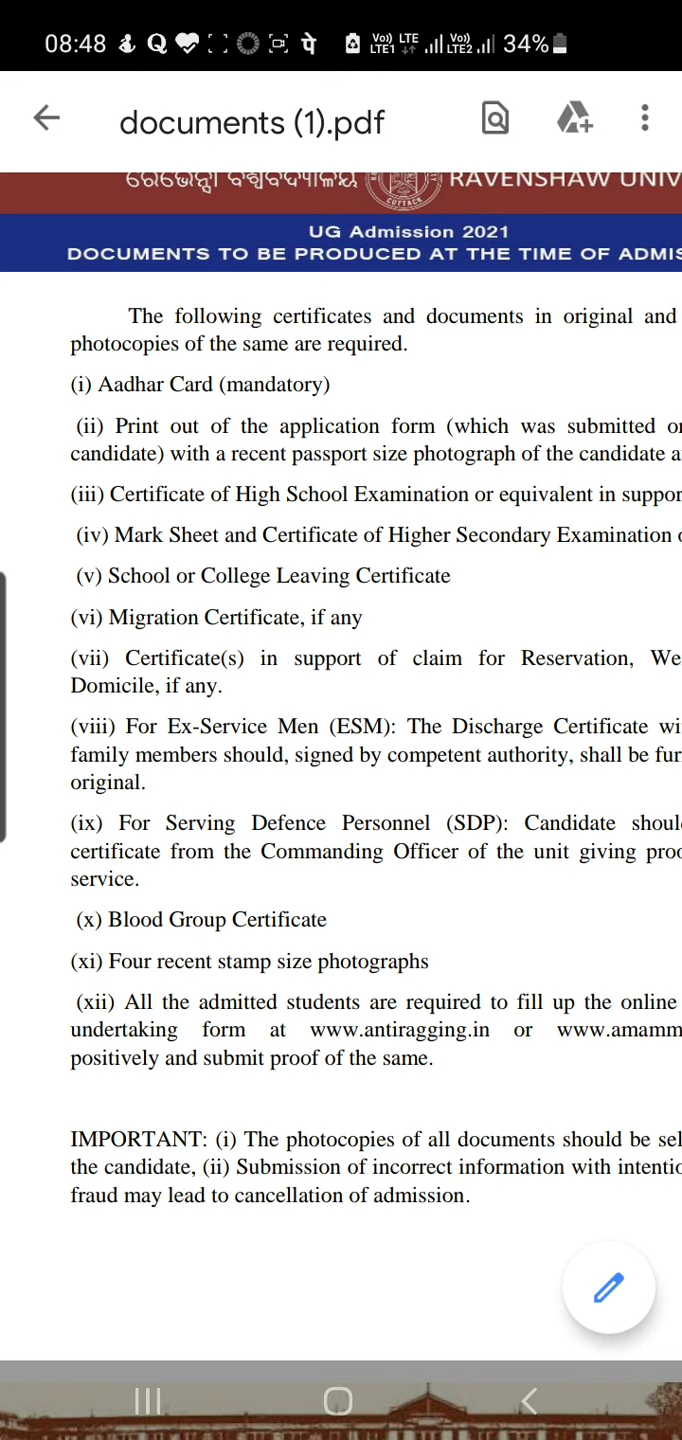 08:48 34%
documents (1).pdf
RAVENSHAW UNIV
CUTTACK
UG Admission 2021
DOCUMENTS TO BE PRODUCED AT THE TIME OF ADMIS
The following certificates and documents in original and
photocopies of the same are required.
(i) Aadhar Card (mandatory)
(ii) Print out of the application form (which was submitted on
candidate) with a recent passport size photograph of the candidate a
(iii) Certificate of High School Examination or equivalent in suppor
(iv) Mark Sheet and Certificate of Higher Secondary Examination o
(v) School or College Leaving Certificate
(vi) Migration Certificate, if any
(vii) Certificate(s) in support of claim for Reservation, We
Domicile, if any.
(viii) For Ex-Service Men (ESM): The Discharge Certificate wi
family members should, signed by competent authority, shall be fur
original.
(ix) For Serving Defence Personnel (SDP): Candidate shoul
certificate from the Commanding Officer of the unit giving proo
service.
(x) Blood Group Certificate
(xi) Four recent stamp size photographs
(xii) All the admitted students are required to fill up the online
undertaking form at www.antiragging.in or www.amamm
positively and submit proof of the same.
IMPORTANT: (i) The photocopies of all documents should be sel
the candidate, (ii) Submission of incorrect information with intentio
fraud may lead to cancellation of admission.